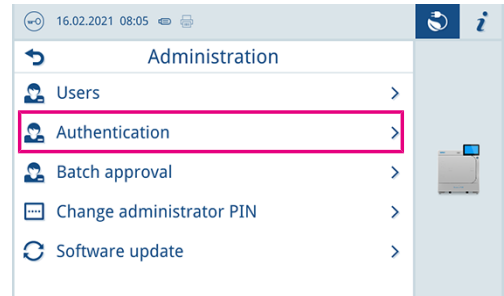 16.02.2021 08:05
Administration
Users
Authentication
Batch approval
Change administrator PIN
Software update